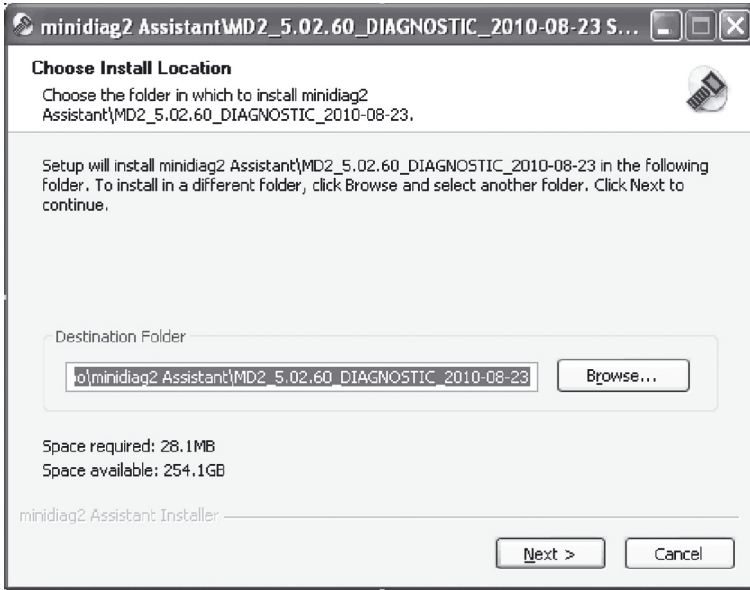 minidiag2 Assistant\MD2_5.02.60_DIAGNOSTIC_2010-08-23 S...
Choose Install Location
Choose the folder in which to install minidiag2
Assistant\MD2_5.02.60_DIAGNOSTIC_2010-08-23.
Setup will install minidiag2 Assistant\MD2_5.02.60_DIAGNOSTIC_2010-08-23 in the following
folder. To install in a different folder, click Browse and select another folder. Click Next to
continue.
Destination Folder
o\minidiag2 Assistant\MD2_5.02.60_DIAGNOSTIC_2010-08-23
Browse...
Space required: 28.1MB
Space available: 254.1GB
minidiag2 Assistant Installer
Next >
Cancel